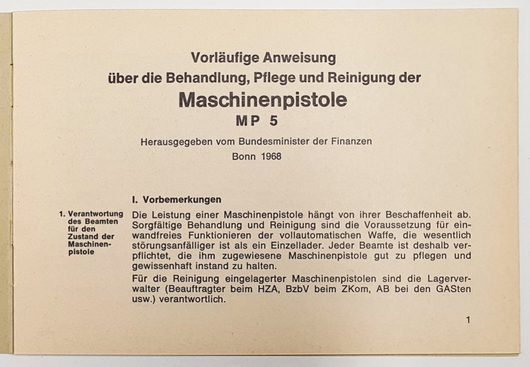 Vorläufige Anweisung
über die Behandlung, Pflege und Reinigung der
Maschinenpistole
MP 5
Herausgegeben vom Bundesminister der Finanzen
Bonn 1968
I. Vorbemerkungen
1. Verantwortung
des Beamten
für den
Zustand der
Maschinen-
pistole
Die Leistung einer Maschinenpistole hängt von ihrer Beschaffenheit ab.
Sorgfältige Behandlung und Reinigung sind die Voraussetzung für ein-
wandfreies Funktionieren der vollautomatischen Waffe, die wesentlich
störungsanfälliger ist als ein Einzellader. Jeder Beamte ist deshalb ver-
pflichtet, die ihm zugewiesene Maschinenpistole gut zu pflegen und
gewissenhaft instand zu halten.
Für die Reinigung eingelagerter Maschinenpistolen sind die Lagerver-
walter (Beauftragter beim HZA, BzbV beim ZKom, AB bei den GASten
usw.) verantwortlich.
1